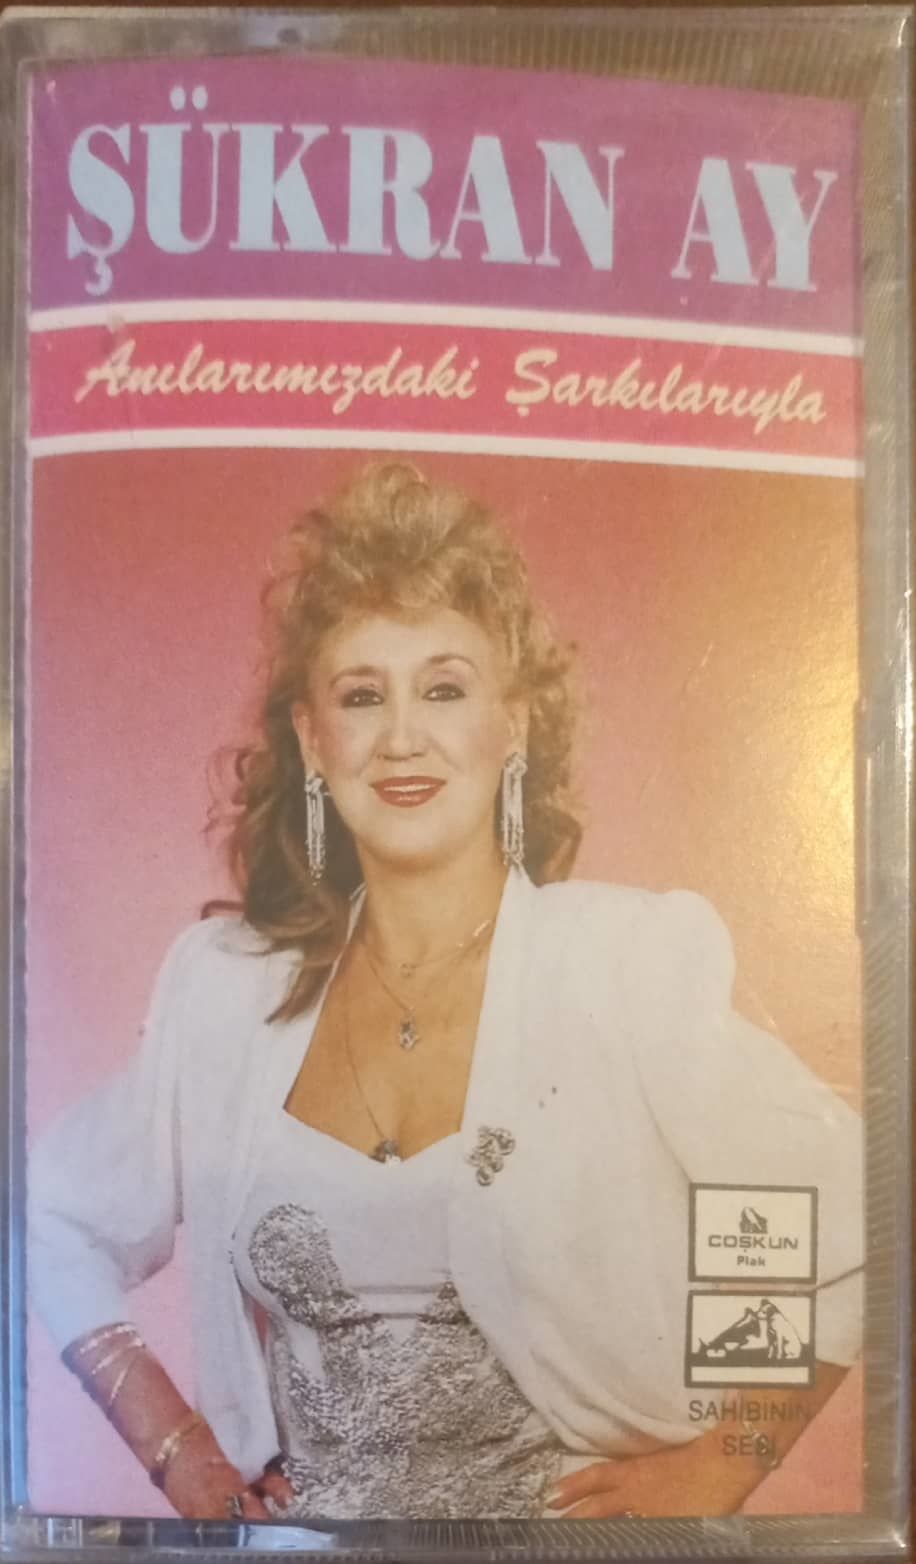 ŞÜKRAN AY
Anılarımızdaki Şarkılarıyla
COŞKUN
Plak
SAHİBİNİN
SESİ